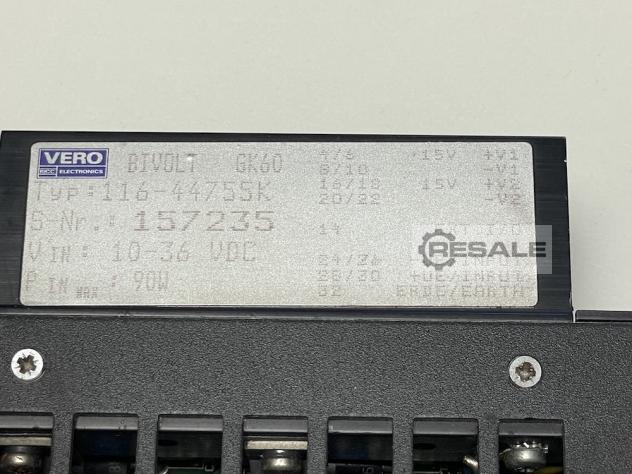 VERO
BICC ELECTRONICS
BIVOLT GK60
Typ:116-44755K
S Nr.: 157235
V IN: 10-36 VDC
P IN MAX : 90W
4/6 15V +V1
8/10 -V1
16/18 15V +V2
20/22 -V2
14
24/26
28/30 +VE/INPUT
32 ERDE/EARTH
RESALE